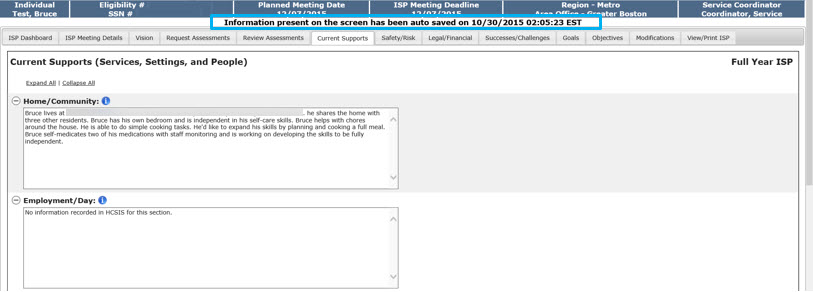 Individual Eligibility # Planned Meeting Date ISP Meeting Deadline Region - Metro Service Coordinator
Test, Bruce SSN # 12/07/2015 12/07/2015 Area Office - Greater Boston Coordinator, Service
Information present on the screen has been auto saved on 10/30/2015 02:05:23 EST
ISP Dashboard ISP Meeting Details Vision Request Assessments Review Assessments Current Supports Safety/Risk Legal/Financial Successes/Challenges Goals Objectives Modifications View/Print ISP
Current Supports (Services, Settings, and People) Full Year ISP
Expand All | Collapse All
Home/Community:
Bruce lives at . he shares the home with
three other residents. Bruce has his own bedroom and is independent in his self-care skills. Bruce helps with chores
around the house. He is able to do simple cooking tasks. He'd like to expand his skills by planning and cooking a full meal.
Bruce self-medicates two of his medications with staff monitoring and is working on developing the skills to be fully
independent.
Employment/Day:
No information recorded in HCSIS for this section.